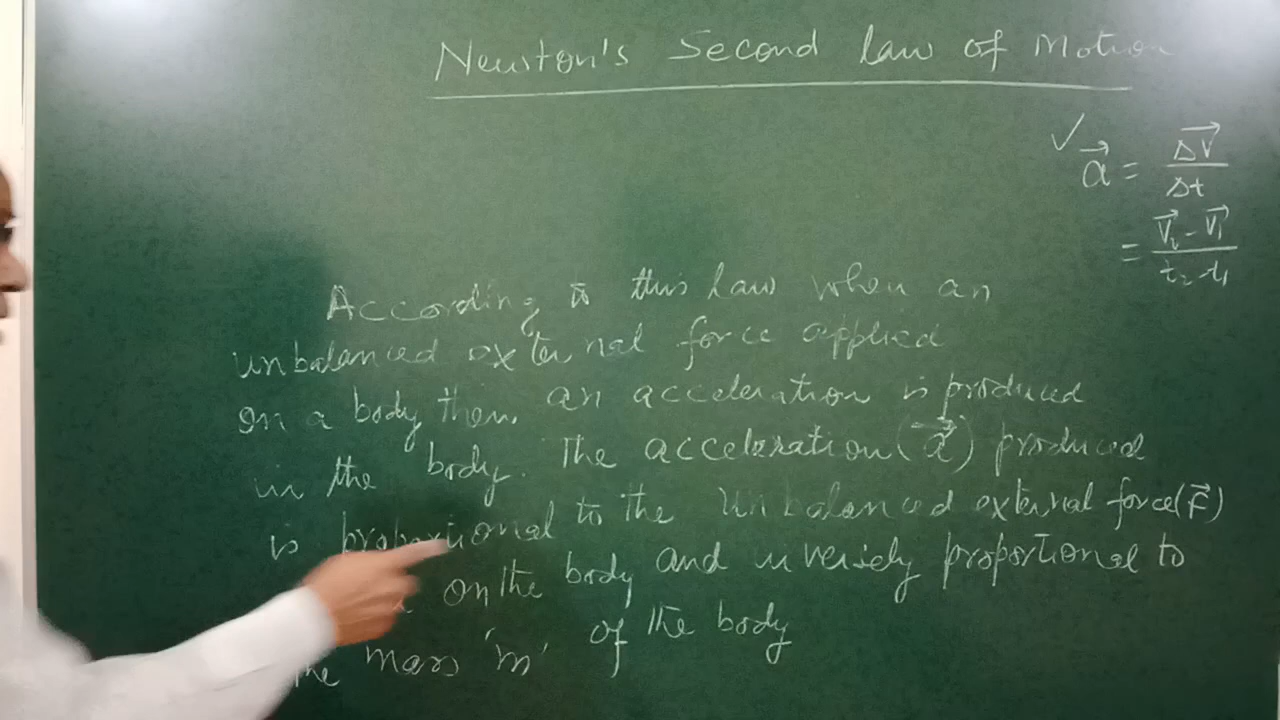 Newton's Second law of Motion
✓ a⃗ = ΔV⃗ / Δt
= V⃗₂ - V⃗₁ / t₂ - t₁
According to this law when an
unbalanced external force applied
on a body then, an acceleration is produced
in the body. The acceleration (a⃗) produced
is proportional to the unbalanced external force (F⃗)
on the body and inversely proportional to
the mass 'm' of the body